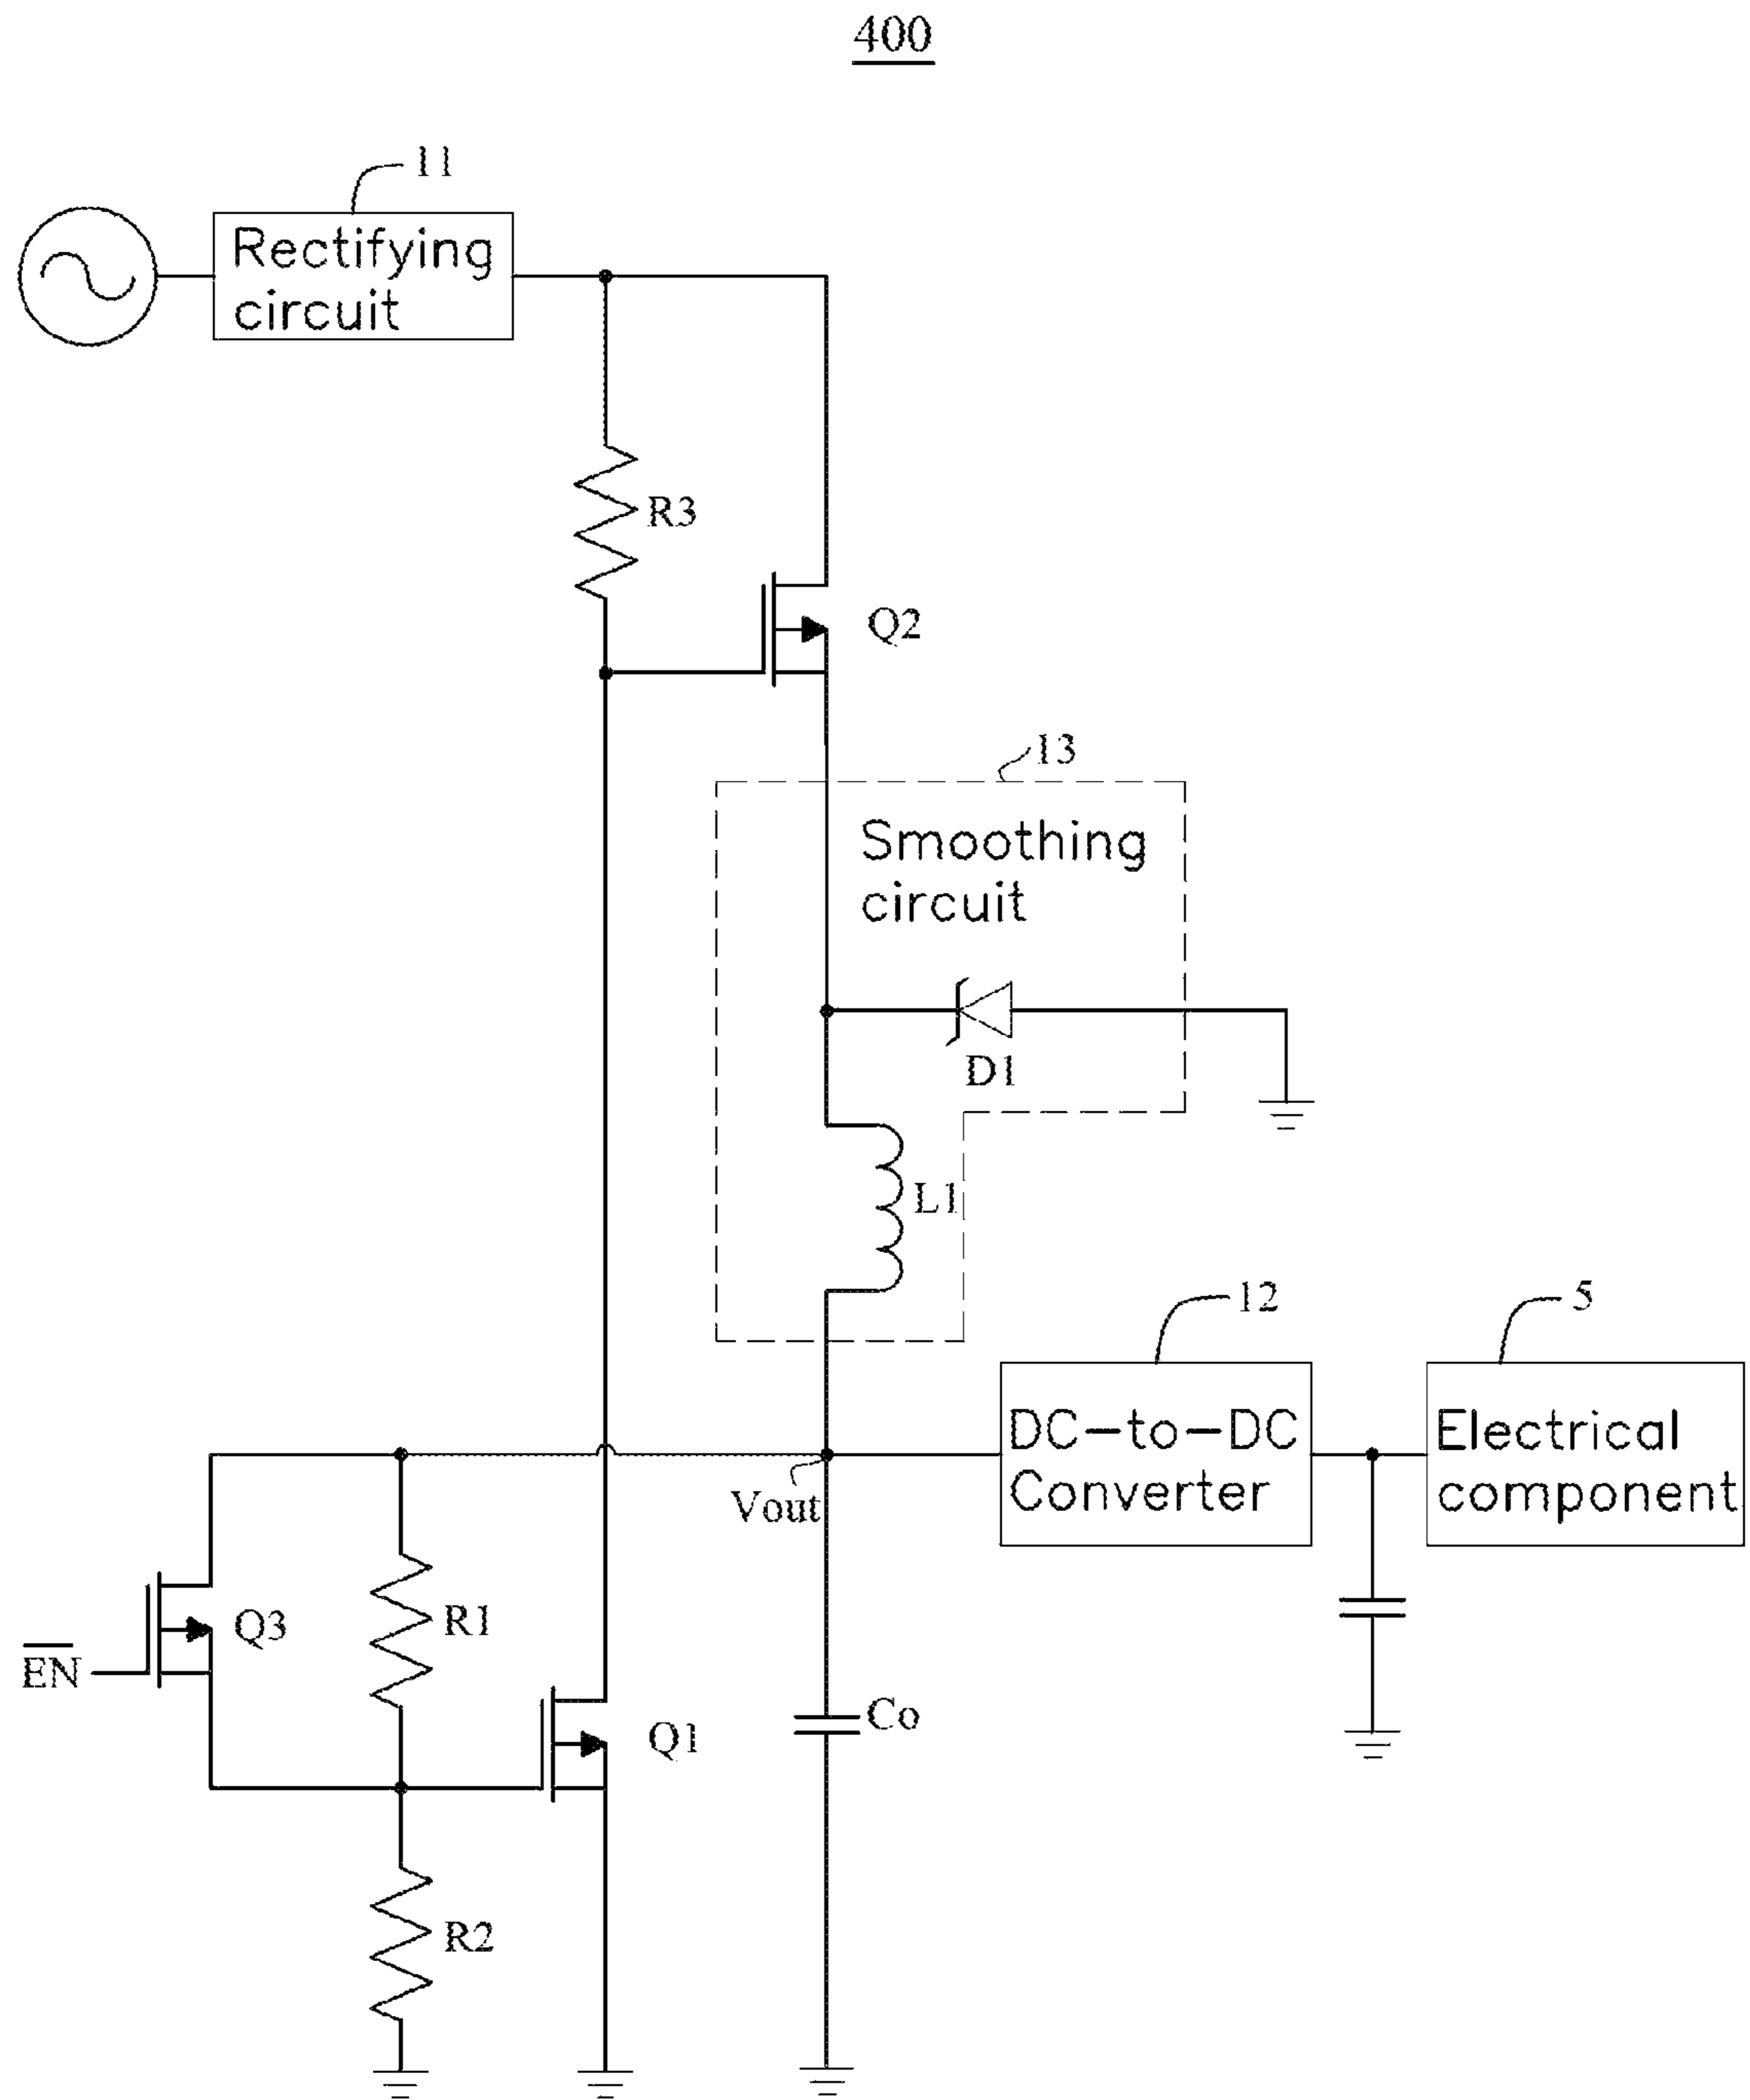 400
11
Rectifying
circuit
R3
Q2
13
Smoothing
circuit
D1
L1
12
5
DC-to-DC
Converter
Electrical
component
Vout
Q3
R1
EN
Q1
Co
R2